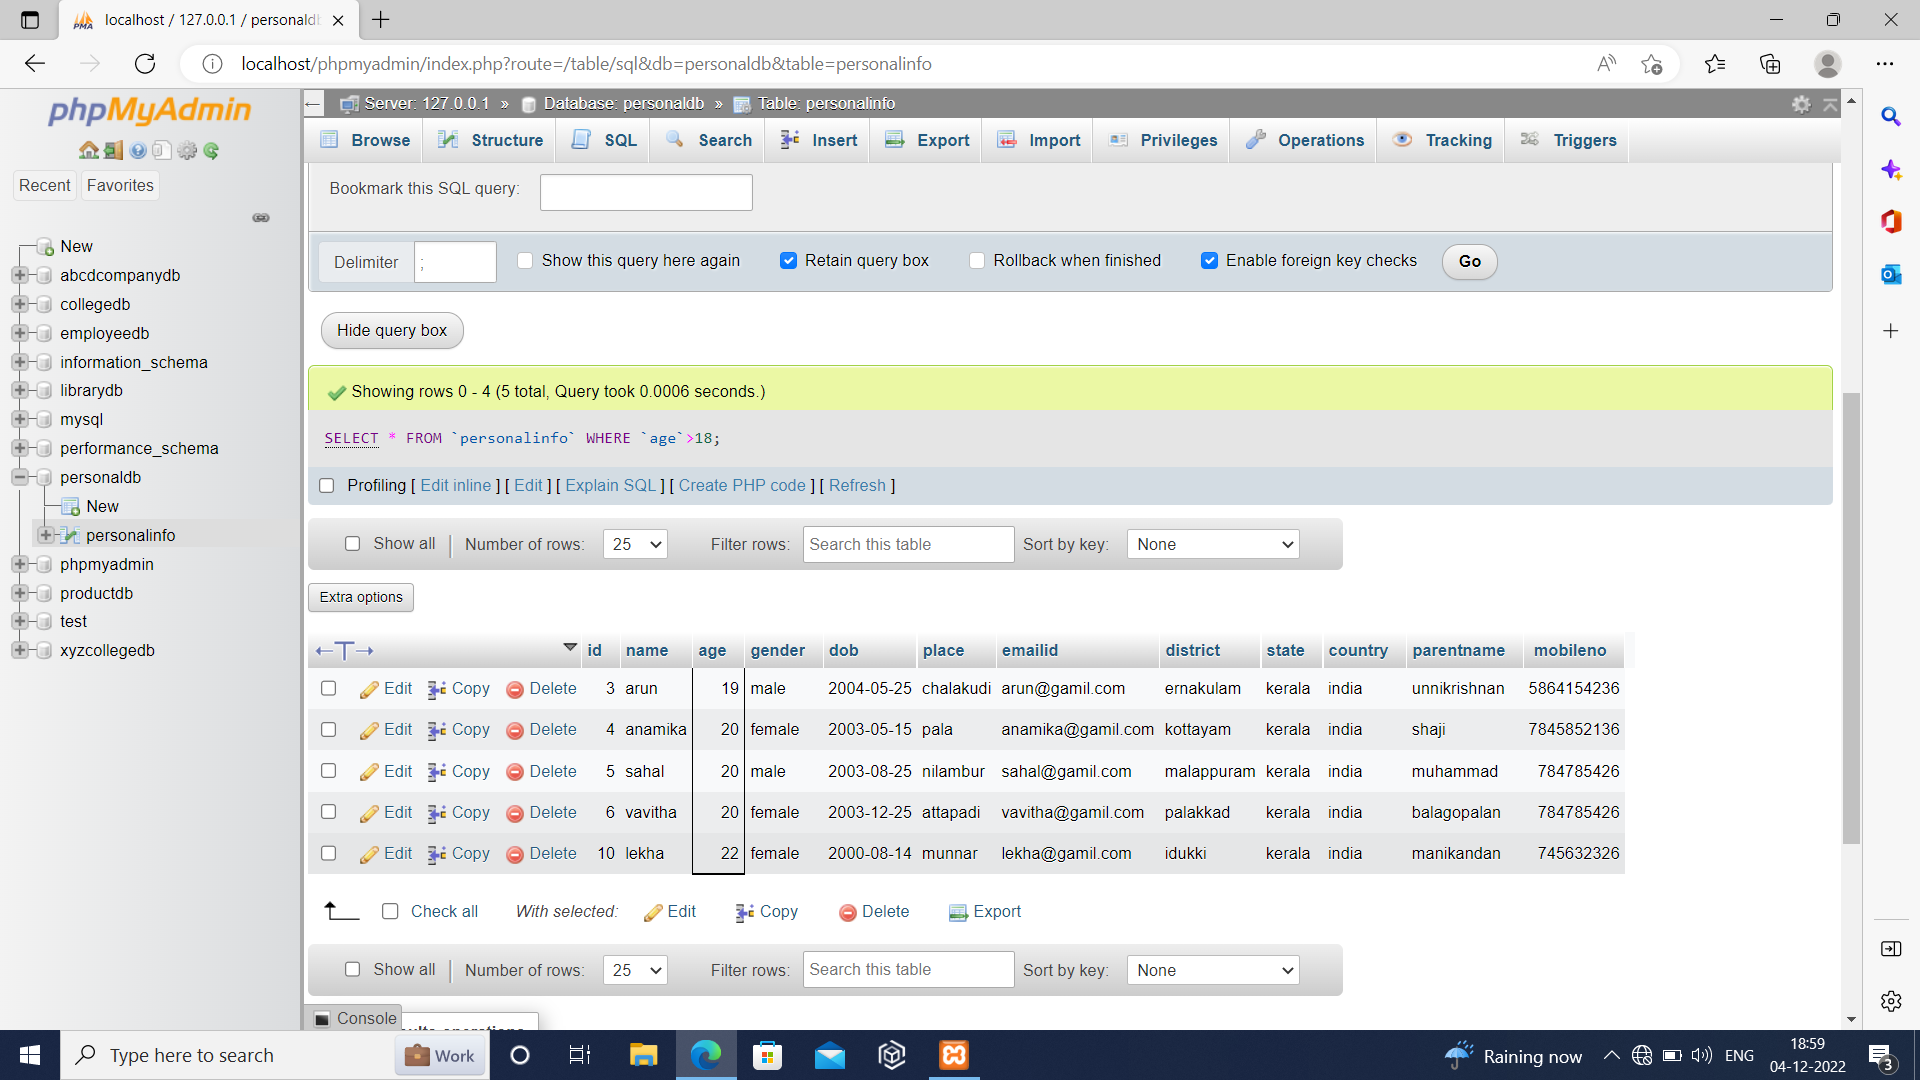 localhost / 127.0.0.1 / personaldb
localhost/phpmyadmin/index.php?route=/table/sql&db=personaldb&table=personalinfo
phpMyAdmin
Recent
Favorites
New
abcdcompanydb
collegedb
employeedb
information_schema
librarydb
mysql
performance_schema
personaldb
New
personalinfo
phpmyadmin
productdb
test
xyzcollegedb
Server: 127.0.0.1 » Database: personaldb » Table: personalinfo
Browse Structure SQL Search Insert Export Import Privileges Operations Tracking Triggers
Bookmark this SQL query:
Delimiter ; Show this query here again Retain query box Rollback when finished Enable foreign key checks Go
Hide query box
Showing rows 0 - 4 (5 total, Query took 0.0006 seconds.)
SELECT * FROM `personalinfo` WHERE `age`>18;
Profiling [ Edit inline ] [ Edit ] [ Explain SQL ] [ Create PHP code ] [ Refresh ]
Show all Number of rows: 25 Filter rows: Search this table Sort by key: None
Extra options
←T→ id name age gender dob place emailid district state country parentname mobileno
Edit Copy Delete 3 arun 19 male 2004-05-25 chalakudi arun@gamil.com ernakulam kerala india unnikrishnan 5864154236
Edit Copy Delete 4 anamika 20 female 2003-05-15 pala anamika@gamil.com kottayam kerala india shaji 7845852136
Edit Copy Delete 5 sahal 20 male 2003-08-25 nilambur sahal@gamil.com malappuram kerala india muhammad 784785426
Edit Copy Delete 6 vavitha 20 female 2003-12-25 attapadi vavitha@gamil.com palakkad kerala india balagopalan 784785426
Edit Copy Delete 10 lekha 22 female 2000-08-14 munnar lekha@gamil.com idukki kerala india manikandan 745632326
Check all With selected: Edit Copy Delete Export
Show all Number of rows: 25 Filter rows: Search this table Sort by key: None
Console
Type here to search
Work
Raining now
ENG
18:59
04-12-2022
3